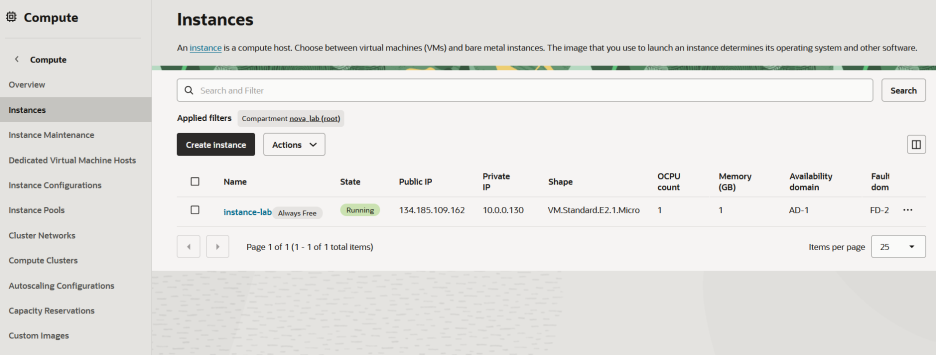 Compute
Compute
Overview
Instances
Instance Maintenance
Dedicated Virtual Machine Hosts
Instance Configurations
Instance Pools
Cluster Networks
Compute Clusters
Autoscaling Configurations
Capacity Reservations
Custom Images
Instances
An instance is a compute host. Choose between virtual machines (VMs) and bare metal instances. The image that you use to launch an instance determines its operating system and other software.
Search and Filter
Search
Applied filters Compartment nova_lab (root)
Create instance Actions
Name State Public IP Private IP Shape OCPU count Memory (GB) Availability domain Fault dom
Instance-lab Always Free Running 134.185.109.162 10.0.0.130 VM.Standard.E2.1.Micro 1 1 AD-1 FD-2
Page 1 of 1 (1 - 1 of 1 total items) Items per page 25